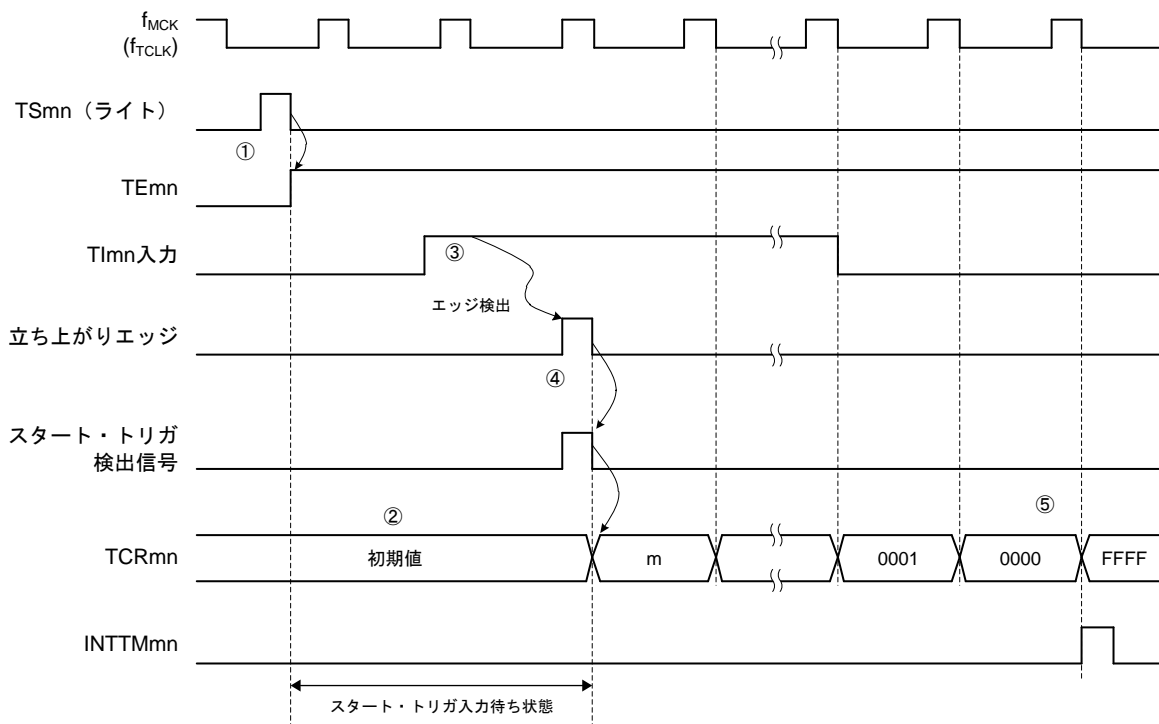 fMCK
(fTCLK)
TSmn（ライト）
①
TEmn
TImn入力
③
エッジ検出
立ち上がりエッジ
④
スタート・トリガ
検出信号
②
⑤
TCRmn
初期値
m
0001
0000
FFFF
INTTMmn
スタート・トリガ入力待ち状態